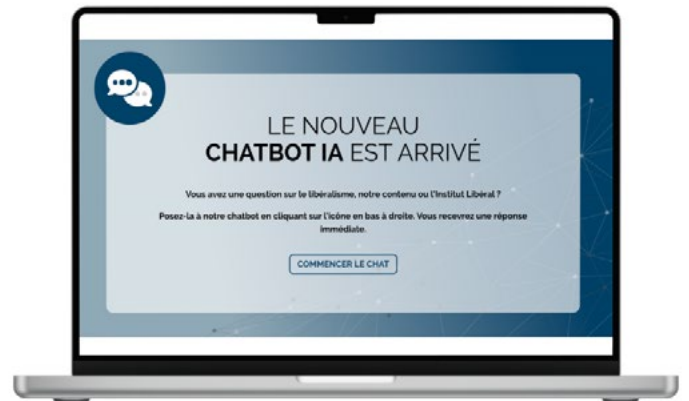 LE NOUVEAU
CHATBOT IA EST ARRIVÉ
Vous avez une question sur le libéralisme, notre contenu ou l'Institut Libéral ?
Posez-la à notre chatbot en cliquant sur l'icône en bas à droite. Vous recevrez une réponse
immédiate.
COMMENCER LE CHAT